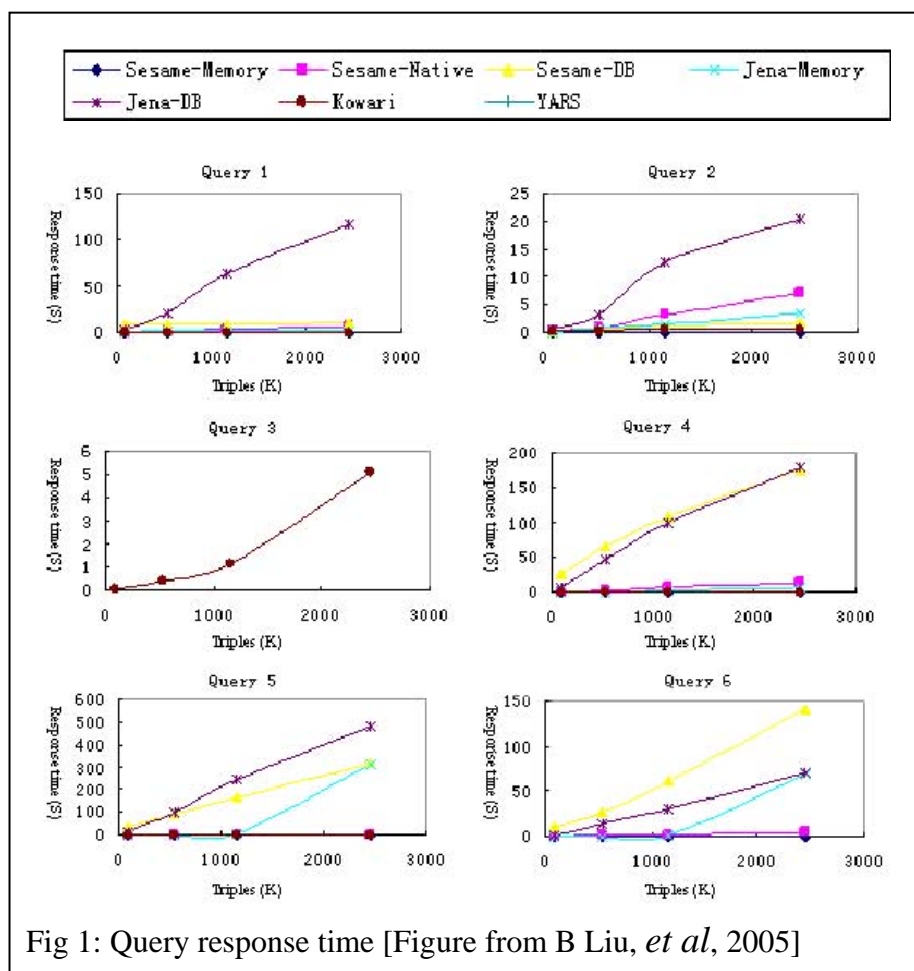 Sesame-Memory Sesame-Native Sesame-DB Jena-Memory
Jena-DB Kowari YARS
Query 1
Response time (S)
150
100
50
0
0 1000 2000 3000
Triples(K)
Query 2
Response time (S)
25
20
15
10
5
0
0 1000 2000 3000
Triples(K)
Query 3
Response time (S)
6
5
4
3
2
1
0
0 1000 2000 3000
Triples(K)
Query 4
Response time (S)
200
150
100
50
0
0 1000 2000 3000
Triples(K)
Query 5
Response time (S)
600
500
400
300
200
100
0
0 1000 2000 3000
Triples(K)
Query 6
Response time (S)
150
100
50
0
0 1000 2000 3000
Triples(K)
Fig 1: Query response time [Figure from B Liu, et al, 2005]